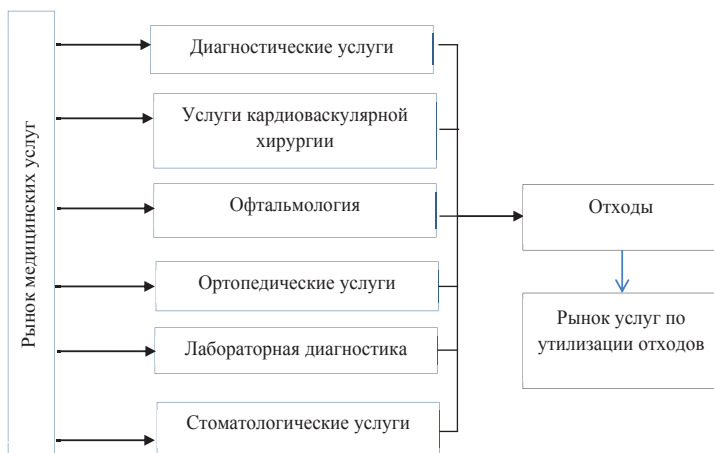 Рынок медицинских услуг
Диагностические услуги
Услуги кардиоваскулярной
хирургии
Офтальмология
Ортопедические услуги
Лабораторная диагностика
Стоматологические услуги
Отходы
Рынок услуг по
утилизации отходов